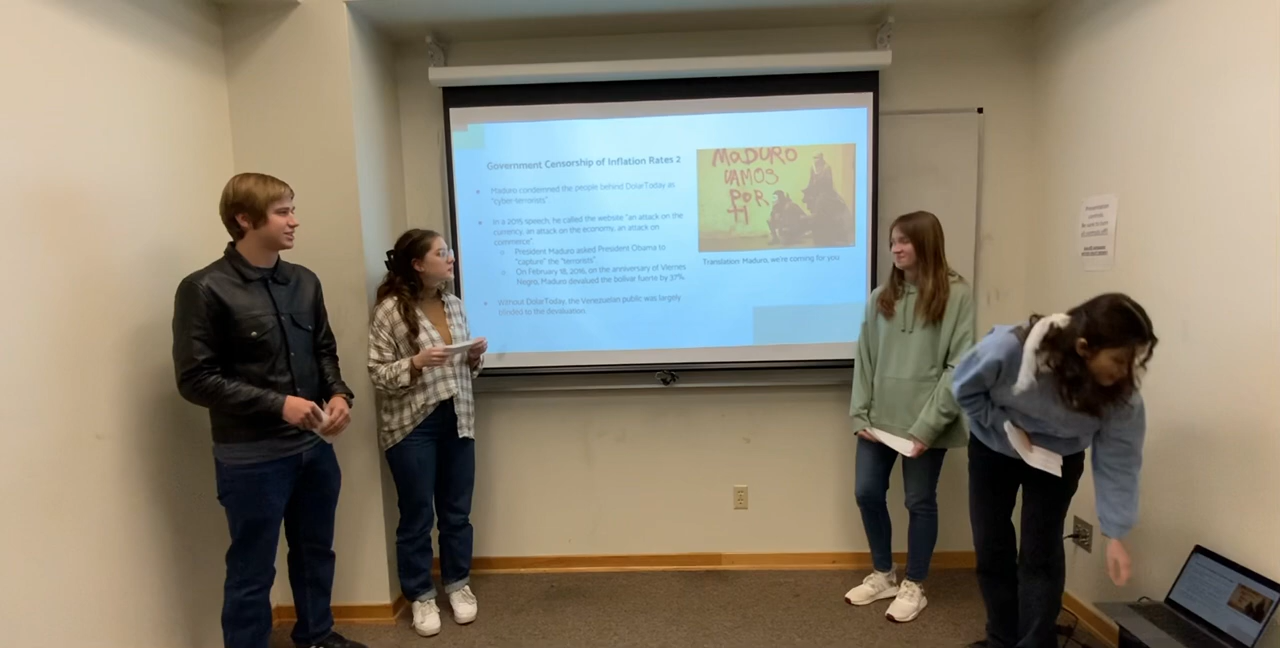 Government Censorship of Inflation Rates 2
Maduro condemned the people behind DolarToday as
"cyber-terrorists"
In a 2015 speech, he called the website "an attack on the
currency, an attack on the economy, an attack on
commerce"
President Maduro asked President Obama to
"capture" the "terrorists".
On February 18, 2016, on the anniversary of Viernes
Negro, Maduro devalued the bolivar fuerte by 37%.
Without DolarToday, the Venezuelan public was largely
blinded to the devaluation.
MADURO
VAMOS
POR
TI
Translation: Maduro, we're coming for you